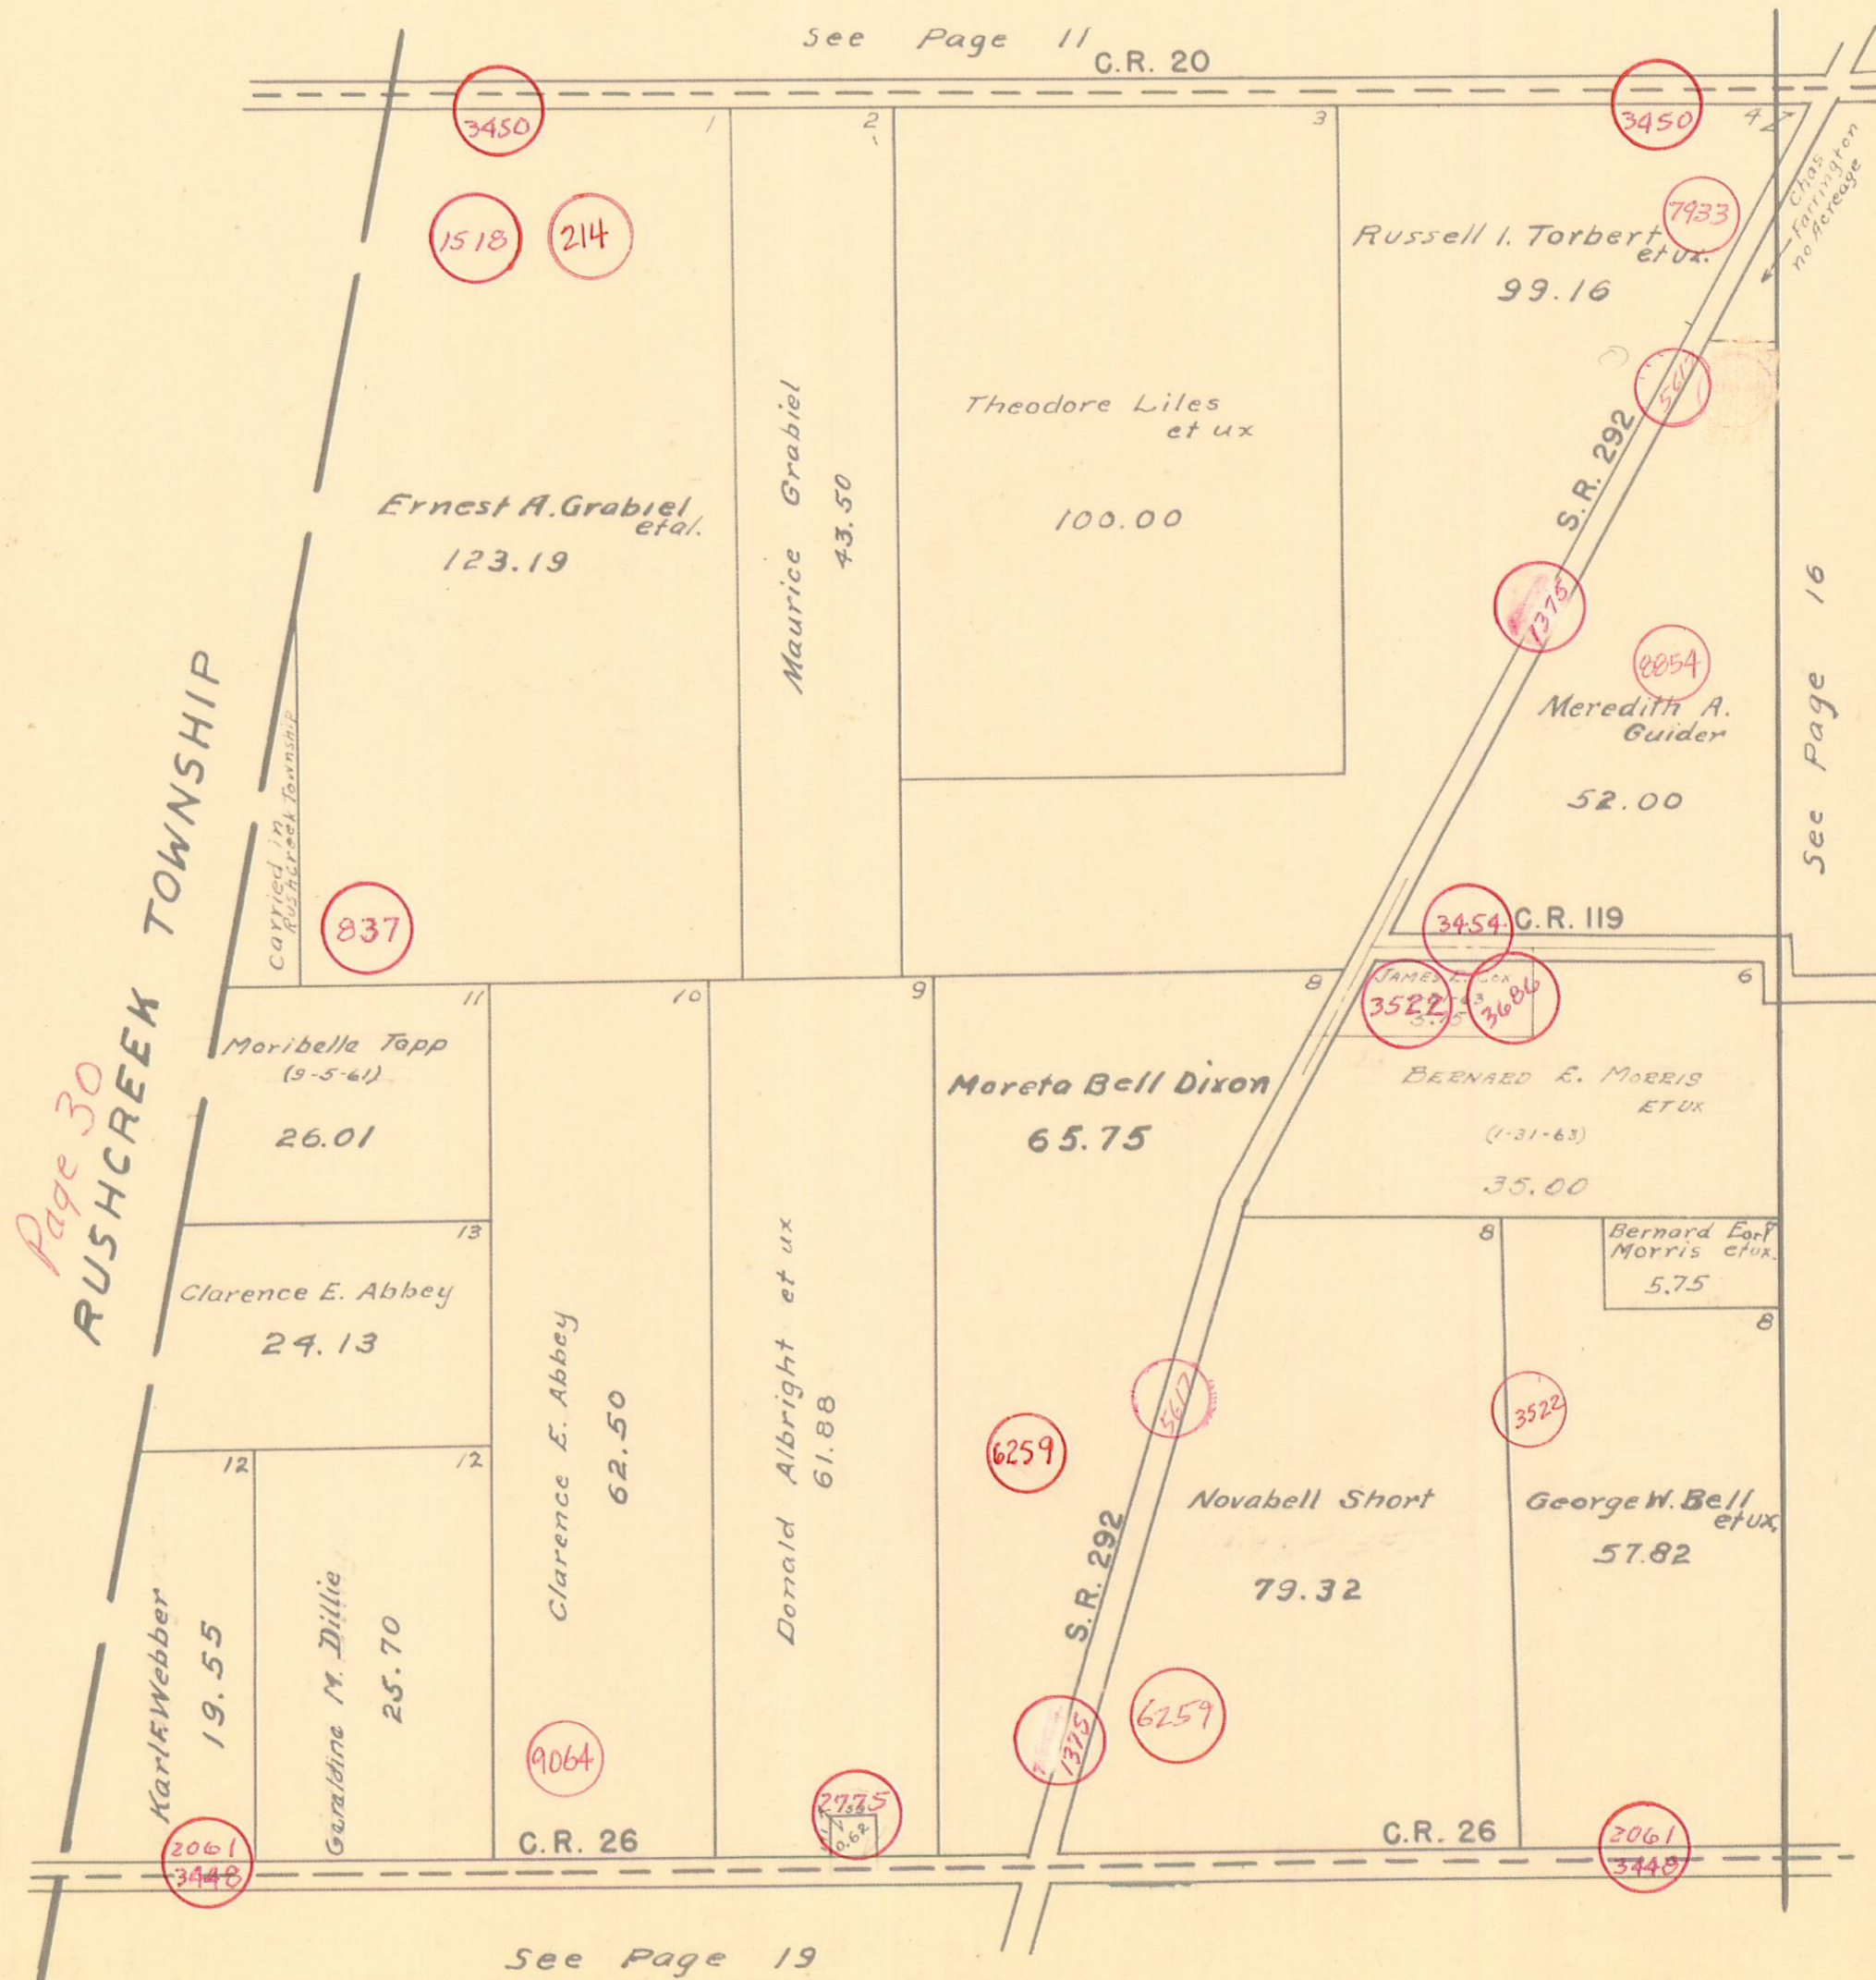 See Page 11
C.R. 20
3450
1
2
3
3450
4
Chas
Farrington
no Acreage
1518
214
7933
Russell I. Torbert
et ux.
99.16
5617
S.R. 292
Theodore Liles
et ux
100.00
Maurice Grabiel
43.50
Ernest A. Grabiel
et al.
123.19
1375
8854
Meredith A.
Guider
52.00
See Page 16
RUSHCREEK TOWNSHIP
Page 30
Carried in
Rushcreek Township
837
3454
C.R. 119
11
10
9
8
JAMES E. COX
3522
3686
6
Maribelle Tapp
(9-5-61)
26.01
Moreta Bell Dixon
65.75
BERNARD E. MORRIS
ET UX
(1-31-63)
35.00
13
8
Bernard Earl
Morris et ux.
5.75
8
Clarence E. Abbey
24.13
Clarence E. Abbey
62.50
Donald Albright et ux
61.88
5617
3522
6259
12
12
Novabell Short
79.32
George W. Bell
et ux.
57.82
S.R. 292
Karl F. Webber
19.55
Geraldine M. Dillie
25.70
9064
1375
6259
2775
0.62
2061
3448
C.R. 26
C.R. 26
2061
3448
See Page 19